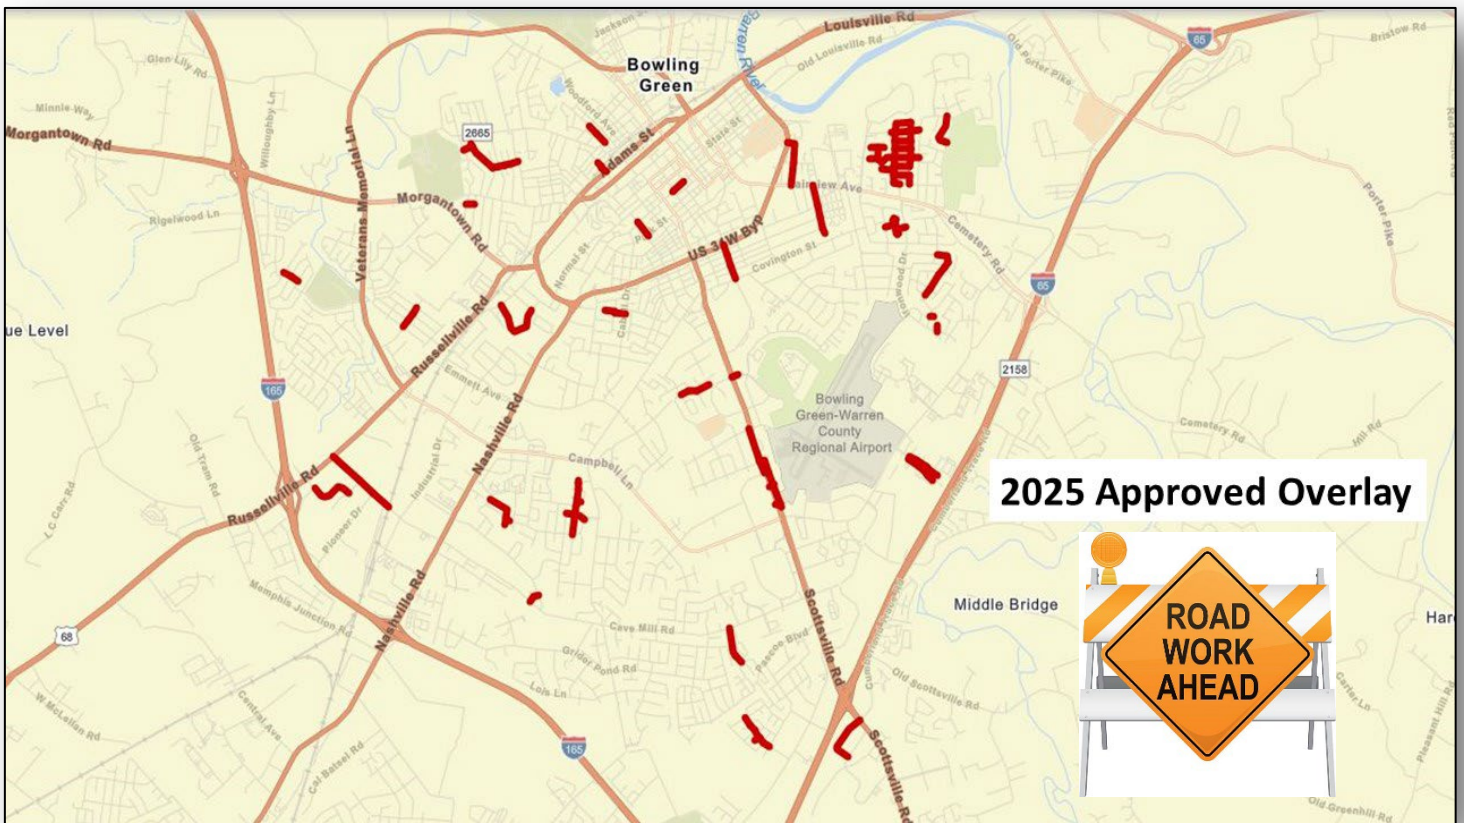 Louisville Rd
Old Louisville Rd
Barren River
Jackson St
Bristow Rd
65
Old Porter Pike
Glen Lily Rd
Bowling
Green
Woodford Ave
Minnie Way
Willoughby Ln
Morgantown Rd
2665
Adams St
State St
Veterans Memorial Ln
Morgantown Rd
Fairview Ave
Rigelwood Ln
Cemetery Rd
Porter Pike
US 31W Byp
Covington St
Normal St
65
ue Level
Russellville Rd
2158
Emmett Ave
165
Bowling
Green-Warren
County
Regional Airport
Nashville Rd
Cemetery Rd
Mill Rd
Old Tram Rd
Industrial Dr
Campbell Ln
L C Carr Rd
Russellville Rd
2025 Approved Overlay
Pioneer Dr
Memphis Junction Rd
Nashville Rd
Scottsville Rd
Middle Bridge
ROAD
WORK
AHEAD
Har
68
Cave Mill Rd
Pascoe Blvd
Grider Pond Rd
Lois Ln
Old Scottsville Rd
Carter Ln
Pleasant Hill Rd
W McLellan Rd
Central Ave
165
Cal Batsel Rd
Scottsville Rd
Old Greenhill Rd